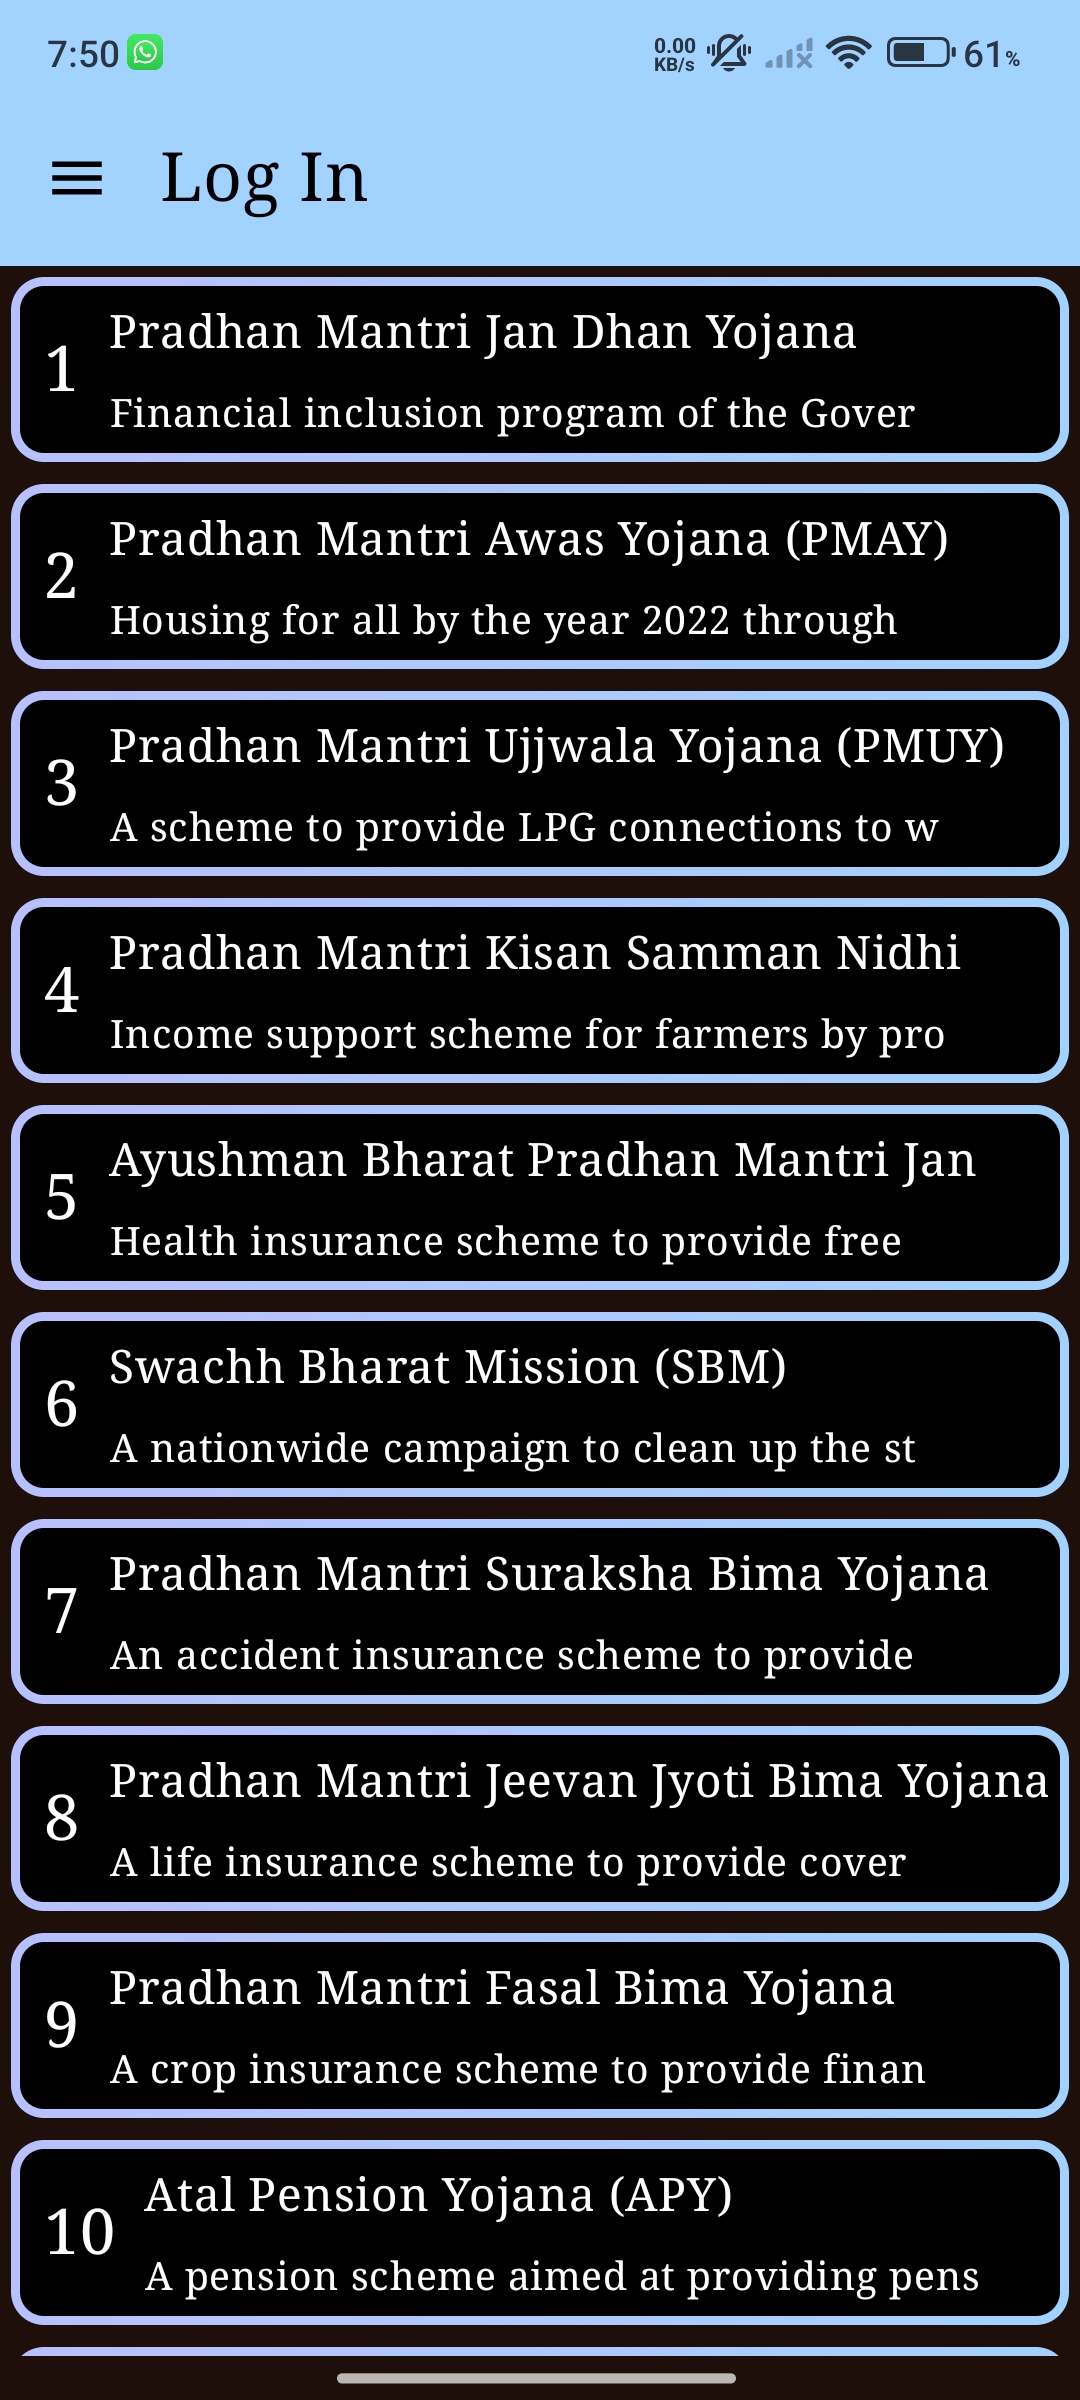 7:50
0.00
KB/s
61%
Log In
1
Pradhan Mantri Jan Dhan Yojana
Financial inclusion program of the Gover
2
Pradhan Mantri Awas Yojana (PMAY)
Housing for all by the year 2022 through
3
Pradhan Mantri Ujjwala Yojana (PMUY)
A scheme to provide LPG connections to w
4
Pradhan Mantri Kisan Samman Nidhi
Income support scheme for farmers by pro
5
Ayushman Bharat Pradhan Mantri Jan
Health insurance scheme to provide free
6
Swachh Bharat Mission (SBM)
A nationwide campaign to clean up the st
7
Pradhan Mantri Suraksha Bima Yojana
An accident insurance scheme to provide
8
Pradhan Mantri Jeevan Jyoti Bima Yojana
A life insurance scheme to provide cover
9
Pradhan Mantri Fasal Bima Yojana
A crop insurance scheme to provide finan
10
Atal Pension Yojana (APY)
A pension scheme aimed at providing pens